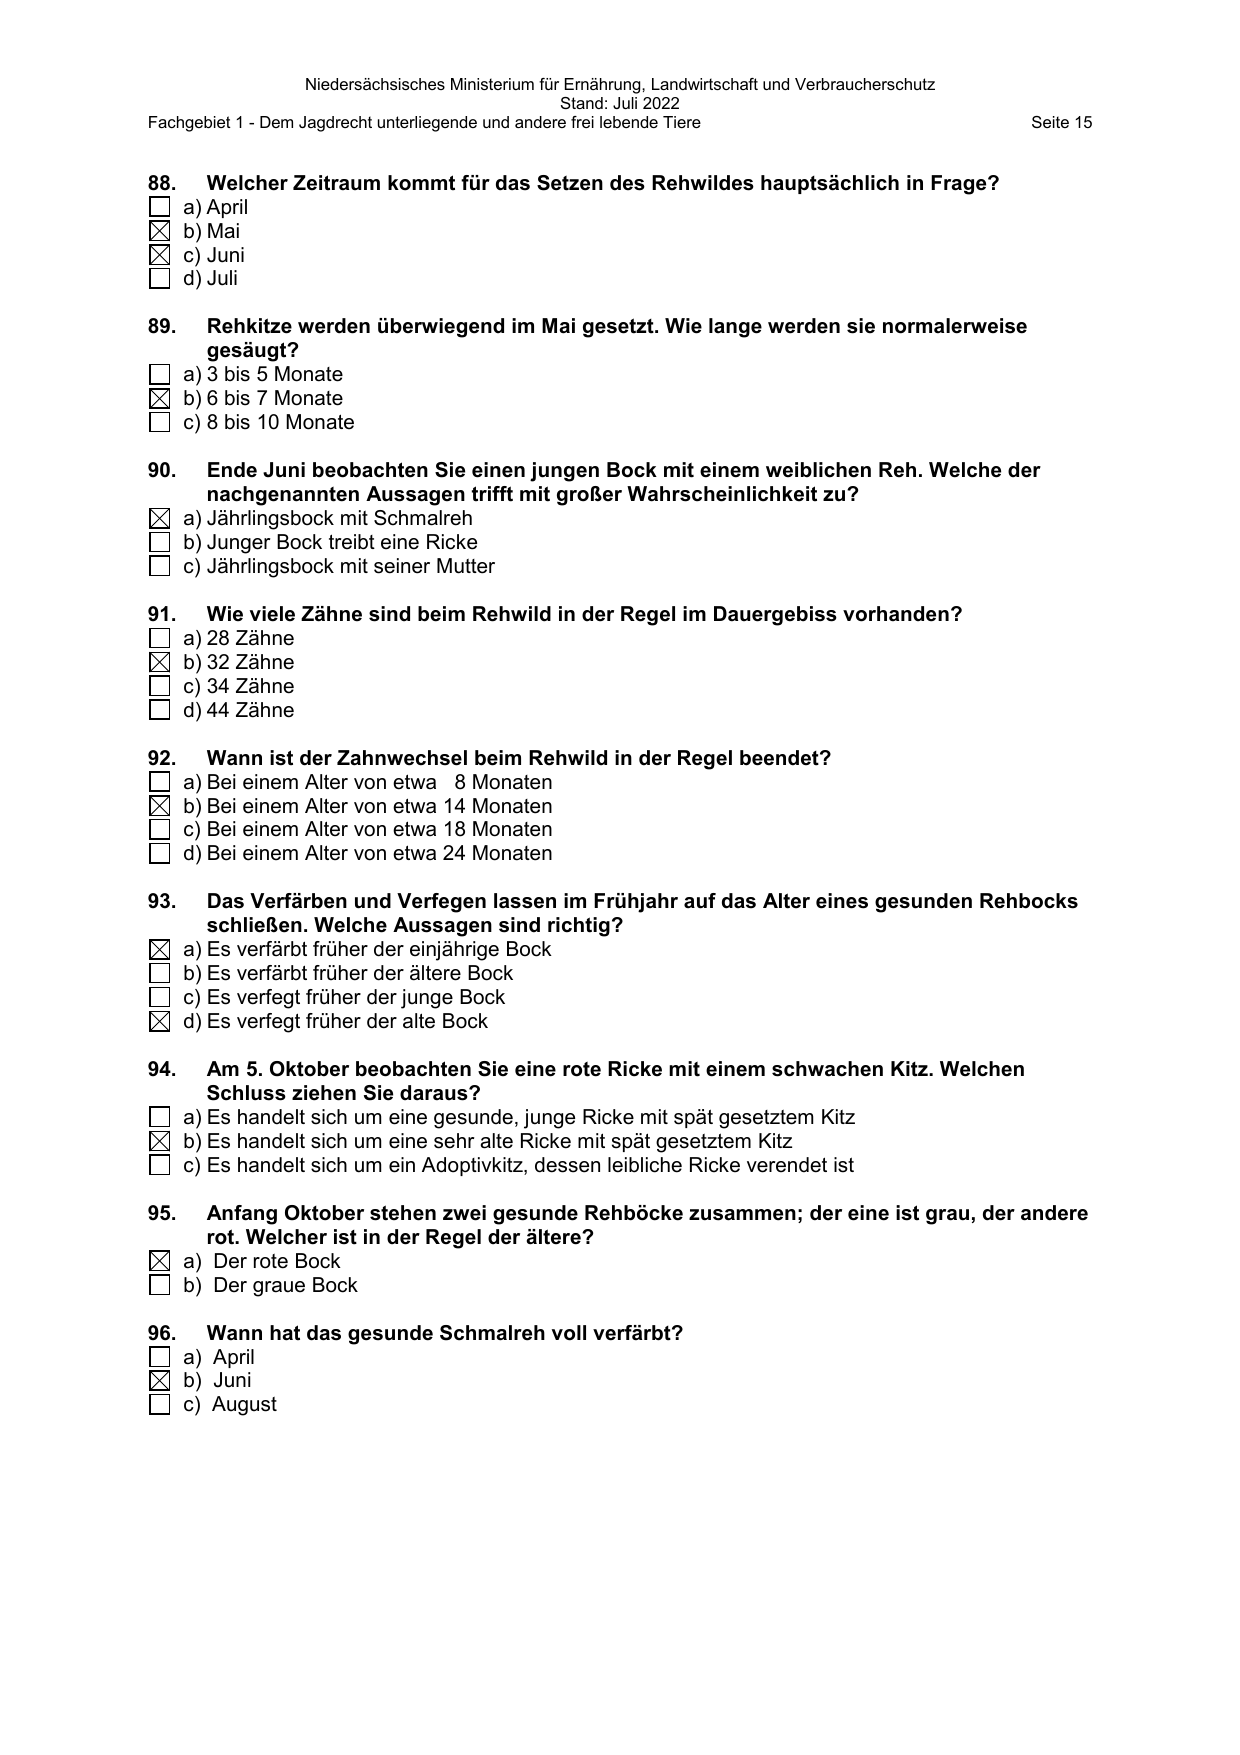 Niedersächsisches Ministerium für Ernährung, Landwirtschaft und Verbraucherschutz
Stand: Juli 2022
Fachgebiet 1 - Dem Jagdrecht unterliegende und andere frei lebende Tiere Seite 15
88. Welcher Zeitraum kommt für das Setzen des Rehwildes hauptsächlich in Frage?
☐ a) April
☒ b) Mai
☒ c) Juni
☐ d) Juli
89. Rehkitze werden überwiegend im Mai gesetzt. Wie lange werden sie normalerweise
gesäugt?
☐ a) 3 bis 5 Monate
☒ b) 6 bis 7 Monate
☐ c) 8 bis 10 Monate
90. Ende Juni beobachten Sie einen jungen Bock mit einem weiblichen Reh. Welche der
nachgenannten Aussagen trifft mit großer Wahrscheinlichkeit zu?
☒ a) Jährlingsbock mit Schmalreh
☐ b) Junger Bock treibt eine Ricke
☐ c) Jährlingsbock mit seiner Mutter
91. Wie viele Zähne sind beim Rehwild in der Regel im Dauergebiss vorhanden?
☐ a) 28 Zähne
☒ b) 32 Zähne
☐ c) 34 Zähne
☐ d) 44 Zähne
92. Wann ist der Zahnwechsel beim Rehwild in der Regel beendet?
☐ a) Bei einem Alter von etwa 8 Monaten
☒ b) Bei einem Alter von etwa 14 Monaten
☐ c) Bei einem Alter von etwa 18 Monaten
☐ d) Bei einem Alter von etwa 24 Monaten
93. Das Verfärben und Verfegen lassen im Frühjahr auf das Alter eines gesunden Rehbocks
schließen. Welche Aussagen sind richtig?
☒ a) Es verfärbt früher der einjährige Bock
☐ b) Es verfärbt früher der ältere Bock
☐ c) Es verfegt früher der junge Bock
☒ d) Es verfegt früher der alte Bock
94. Am 5. Oktober beobachten Sie eine rote Ricke mit einem schwachen Kitz. Welchen
Schluss ziehen Sie daraus?
☐ a) Es handelt sich um eine gesunde, junge Ricke mit spät gesetztem Kitz
☒ b) Es handelt sich um eine sehr alte Ricke mit spät gesetztem Kitz
☐ c) Es handelt sich um ein Adoptivkitz, dessen leibliche Ricke verendet ist
95. Anfang Oktober stehen zwei gesunde Rehböcke zusammen; der eine ist grau, der andere
rot. Welcher ist in der Regel der ältere?
☒ a) Der rote Bock
☐ b) Der graue Bock
96. Wann hat das gesunde Schmalreh voll verfärbt?
☐ a) April
☒ b) Juni
☐ c) August